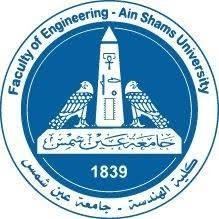 Faculty of Engineering - Ain Shams University
جامعة عين شمس
1839
كلية الهندسة - جامعة عين شمس